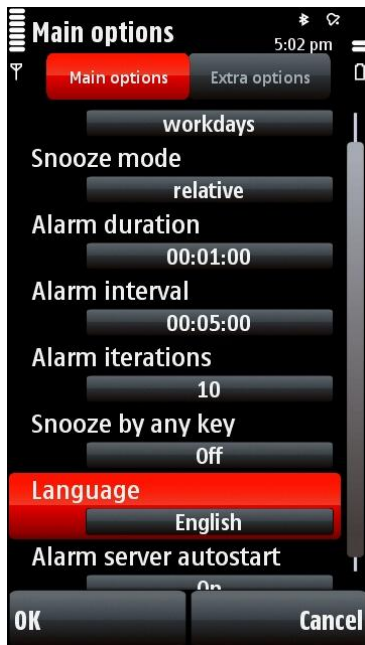 Main options
5:02 pm
Main options Extra options
workdays
Snooze mode
relative
Alarm duration
00:01:00
Alarm interval
00:05:00
Alarm iterations
10
Snooze by any key
Off
Language
English
Alarm server autostart
On
OK Cancel